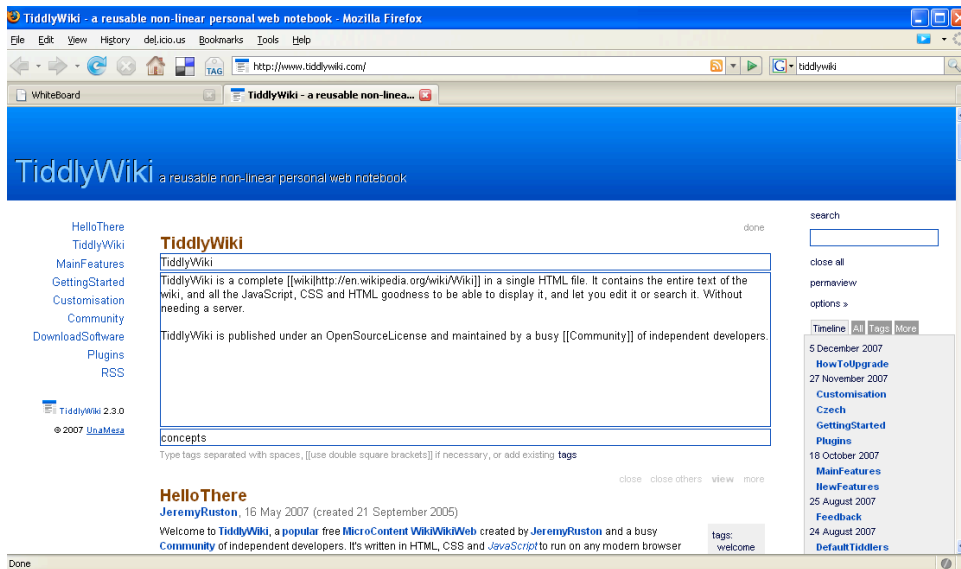 TiddlyWiki - a reusable non-linear personal web notebook - Mozilla Firefox
File Edit View History del.icio.us Bookmarks Tools Help
TAG http://www.tiddlywiki.com/ G tiddlywiki
WhiteBoard TiddlyWiki - a reusable non-linea...
TiddlyWiki a reusable non-linear personal web notebook
HelloThere
TiddlyWiki
MainFeatures
GettingStarted
Customisation
Community
DownloadSoftware
Plugins
RSS
TiddlyWiki 2.3.0
© 2007 UnaMesa
done
TiddlyWiki
TiddlyWiki
TiddlyWiki is a complete [[wiki|http://en.wikipedia.org/wiki/Wiki]] in a single HTML file. It contains the entire text of the
wiki, and all the JavaScript, CSS and HTML goodness to be able to display it, and let you edit it or search it. Without
needing a server.
TiddlyWiki is published under an OpenSourceLicense and maintained by a busy [[Community]] of independent developers.
concepts
Type tags separated with spaces, [[use double square brackets]] if necessary, or add existing tags
close close others view more
HelloThere
JeremyRuston, 16 May 2007 (created 21 September 2005)
Welcome to TiddlyWiki, a popular free MicroContent WikiWikiWeb created by JeremyRuston and a busy
Community of independent developers. It's written in HTML, CSS and JavaScript to run on any modern browser
tags:
welcome
search
close all
permaview
options »
Timeline All Tags More
5 December 2007
HowToUpgrade
27 November 2007
Customisation
Czech
GettingStarted
Plugins
18 October 2007
MainFeatures
NewFeatures
25 August 2007
Feedback
24 August 2007
DefaultTiddlers
Done